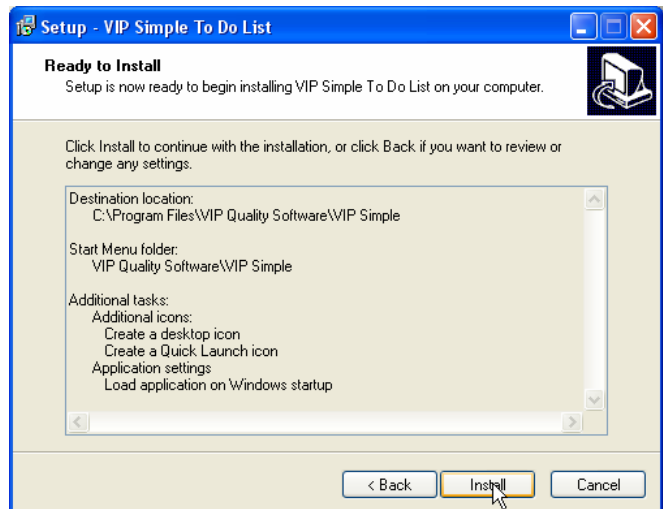 Setup - VIP Simple To Do List
Ready to Install
Setup is now ready to begin installing VIP Simple To Do List on your computer.
Click Install to continue with the installation, or click Back if you want to review or
change any settings.
Destination location:
C:\Program Files\VIP Quality Software\VIP Simple
Start Menu folder:
VIP Quality Software\VIP Simple
Additional tasks:
Additional icons:
Create a desktop icon
Create a Quick Launch icon
Application settings
Load application on Windows startup
< Back
Install
Cancel